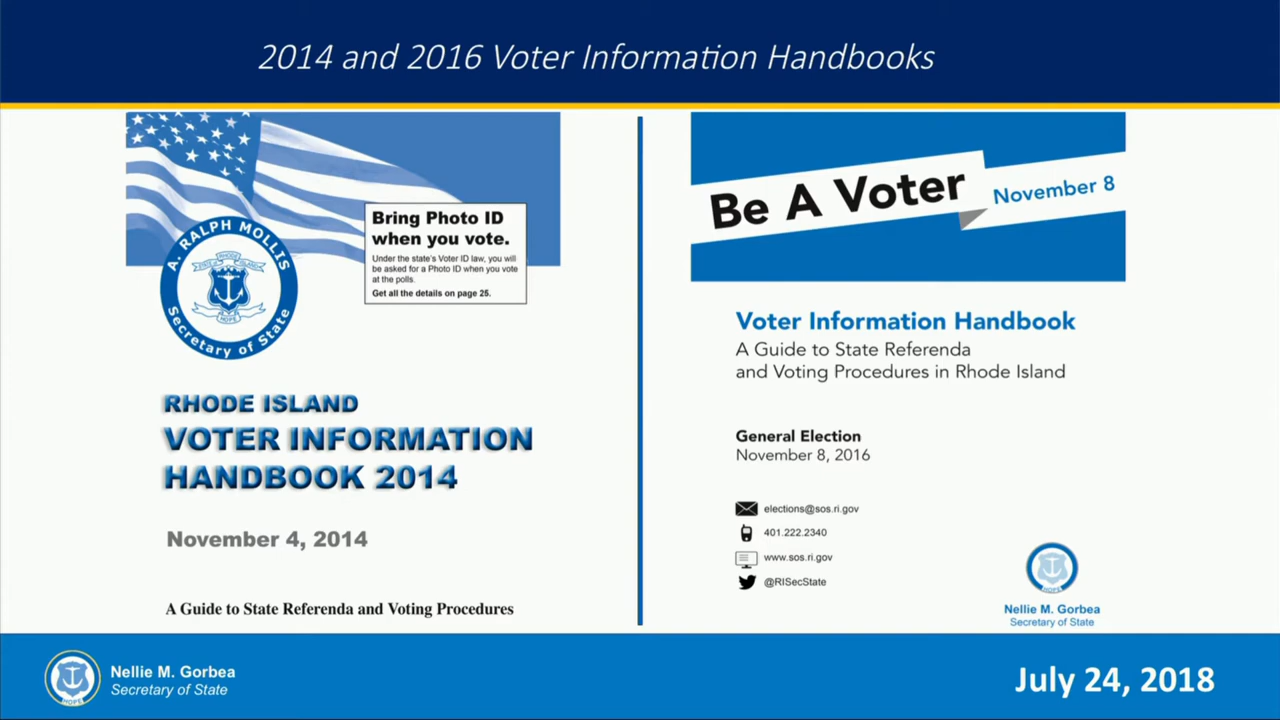 2014 and 2016 Voter Information Handbooks
A. RALPH MOLLIS
Secretary of State
HOPE
Bring Photo ID
when you vote.
Under the state's Voter ID law, you will
be asked for a Photo ID when you vote
at the polls.
Get all the details on page 25.
RHODE ISLAND
VOTER INFORMATION
HANDBOOK 2014
November 4, 2014
A Guide to State Referenda and Voting Procedures
Be A Voter
November 8
Voter Information Handbook
A Guide to State Referenda
and Voting Procedures in Rhode Island
General Election
November 8, 2016
elections@sos.ri.gov
401.222.2340
www.sos.ri.gov
@RISecState
HOPE
Nellie M. Gorbea
Secretary of State
HOPE
Nellie M. Gorbea
Secretary of State
July 24, 2018